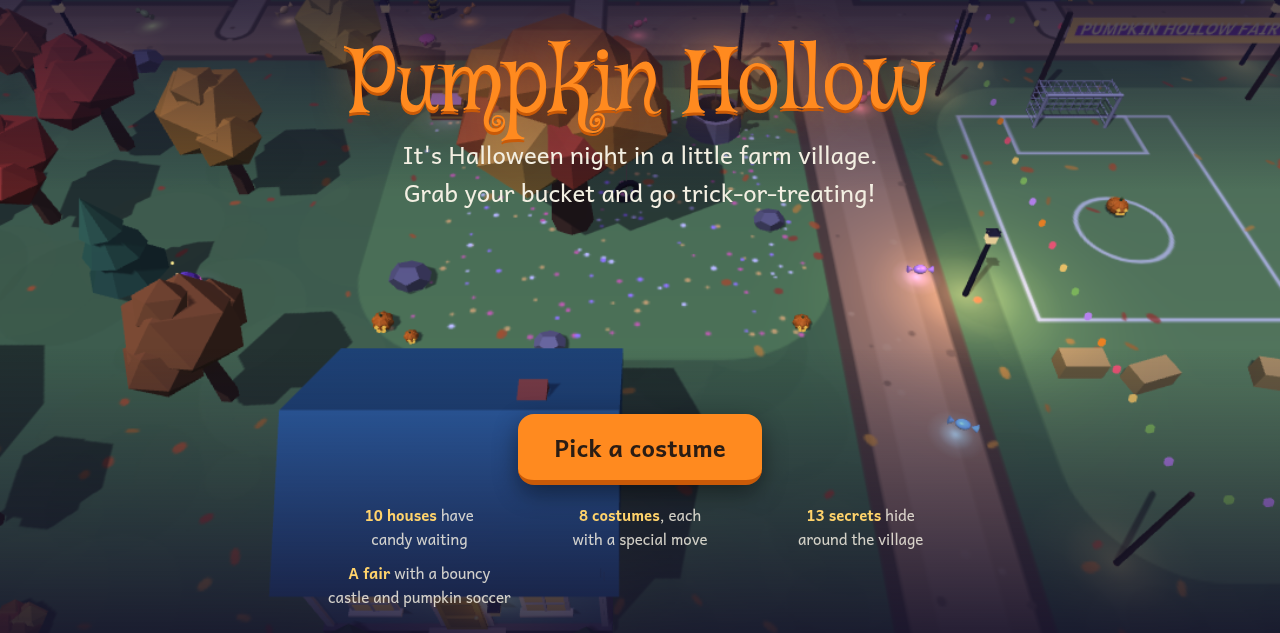 PUMPKIN HOLLOW FAIR
Pumpkin Hollow
It's Halloween night in a little farm village.
Grab your bucket and go trick-or-treating!
Pick a costume
10 houses have
candy waiting
8 costumes, each
with a special move
13 secrets hide
around the village
A fair with a bouncy
castle and pumpkin soccer